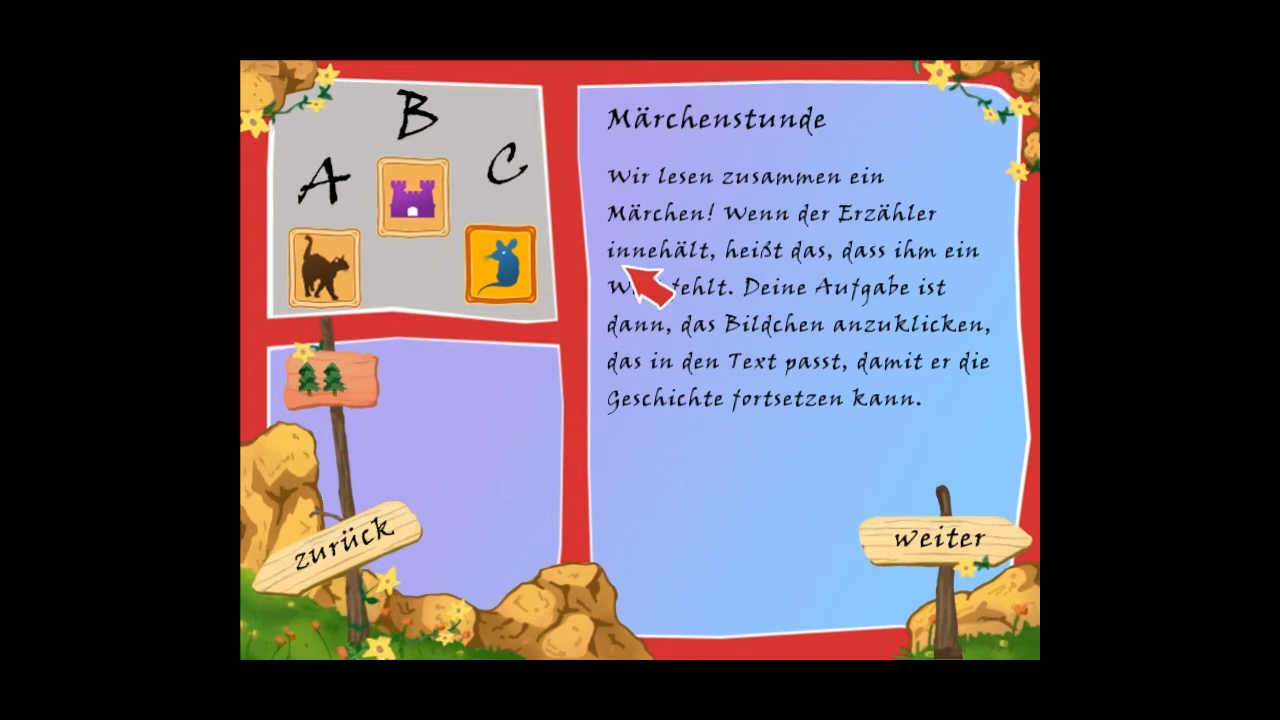 A
B
C
Märchenstunde
Wir lesen zusammen ein
Märchen! Wenn der Erzähler
innehält, heißt das, dass ihm ein
fehlt. Deine Aufgabe ist
dann, das Bildchen anzuklicken,
das in den Text passt, damit er die
Geschichte fortsetzen kann.
zurück
weiter